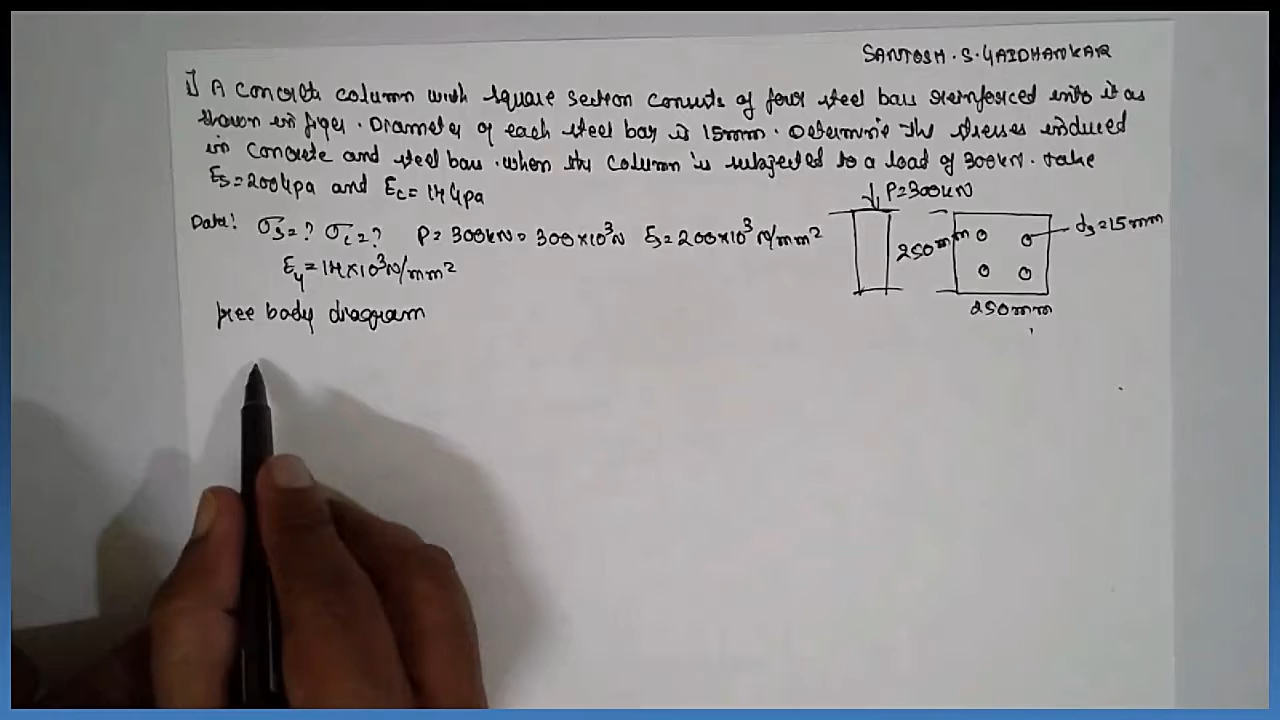 SANTOSH.S.GAIDHANKAR
1] A concrete column with square section consists of four steel bars reinforced into it as
shown in figer. Diameter of each steel bar is 15mm. Determine the stresses induced
in concrete and steel bars. when the column is subjected to a load of 300kN. Take
Es=200Gpa and Ec=14Gpa
P=300kN
Data: σs=? σc=? P=300kN=300×10³N Es=200×10³N/mm²
250mm
ds=15mm
=14×10³N/mm²
250mm
free body diagram